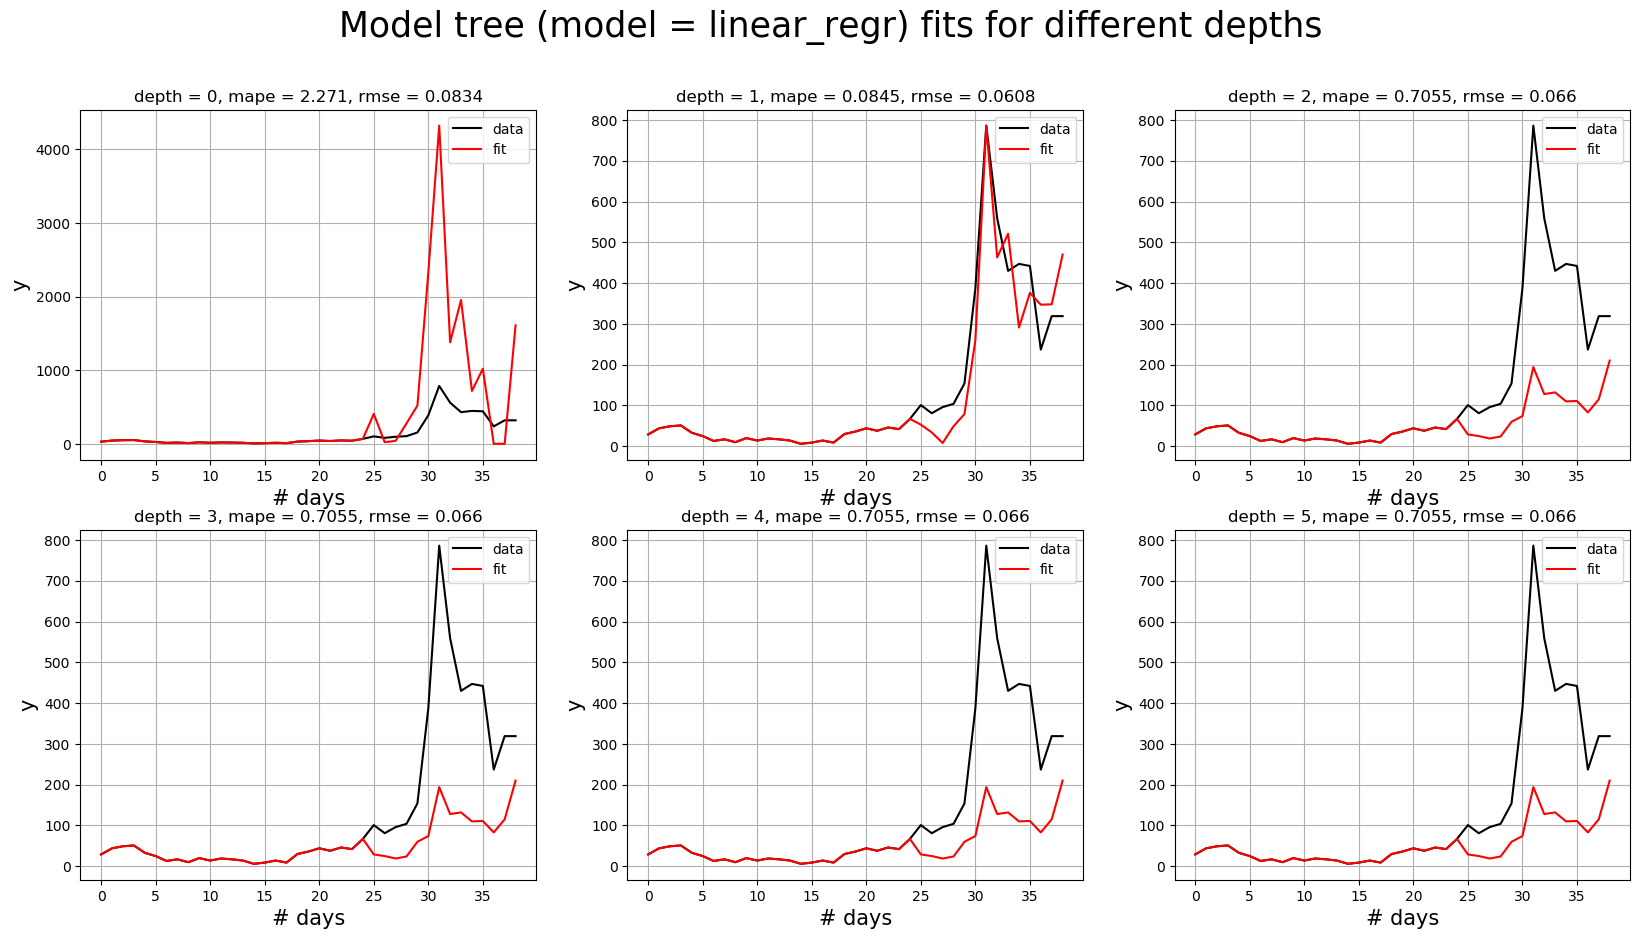 Model tree (model = linear_regr) fits for different depths
depth = 0, mape = 2.271, rmse = 0.0834
4000
3000
2000
1000
0
y
data
fit
0 5 10 15 20 25 30 35
# days
depth = 1, mape = 0.0845, rmse = 0.0608
800
700
600
500
400
300
200
100
0
y
data
fit
0 5 10 15 20 25 30 35
# days
depth = 2, mape = 0.7055, rmse = 0.066
800
700
600
500
400
300
200
100
0
y
data
fit
0 5 10 15 20 25 30 35
# days
depth = 3, mape = 0.7055, rmse = 0.066
800
700
600
500
400
300
200
100
0
y
data
fit
0 5 10 15 20 25 30 35
# days
depth = 4, mape = 0.7055, rmse = 0.066
800
700
600
500
400
300
200
100
0
y
data
fit
0 5 10 15 20 25 30 35
# days
depth = 5, mape = 0.7055, rmse = 0.066
800
700
600
500
400
300
200
100
0
y
data
fit
0 5 10 15 20 25 30 35
# days